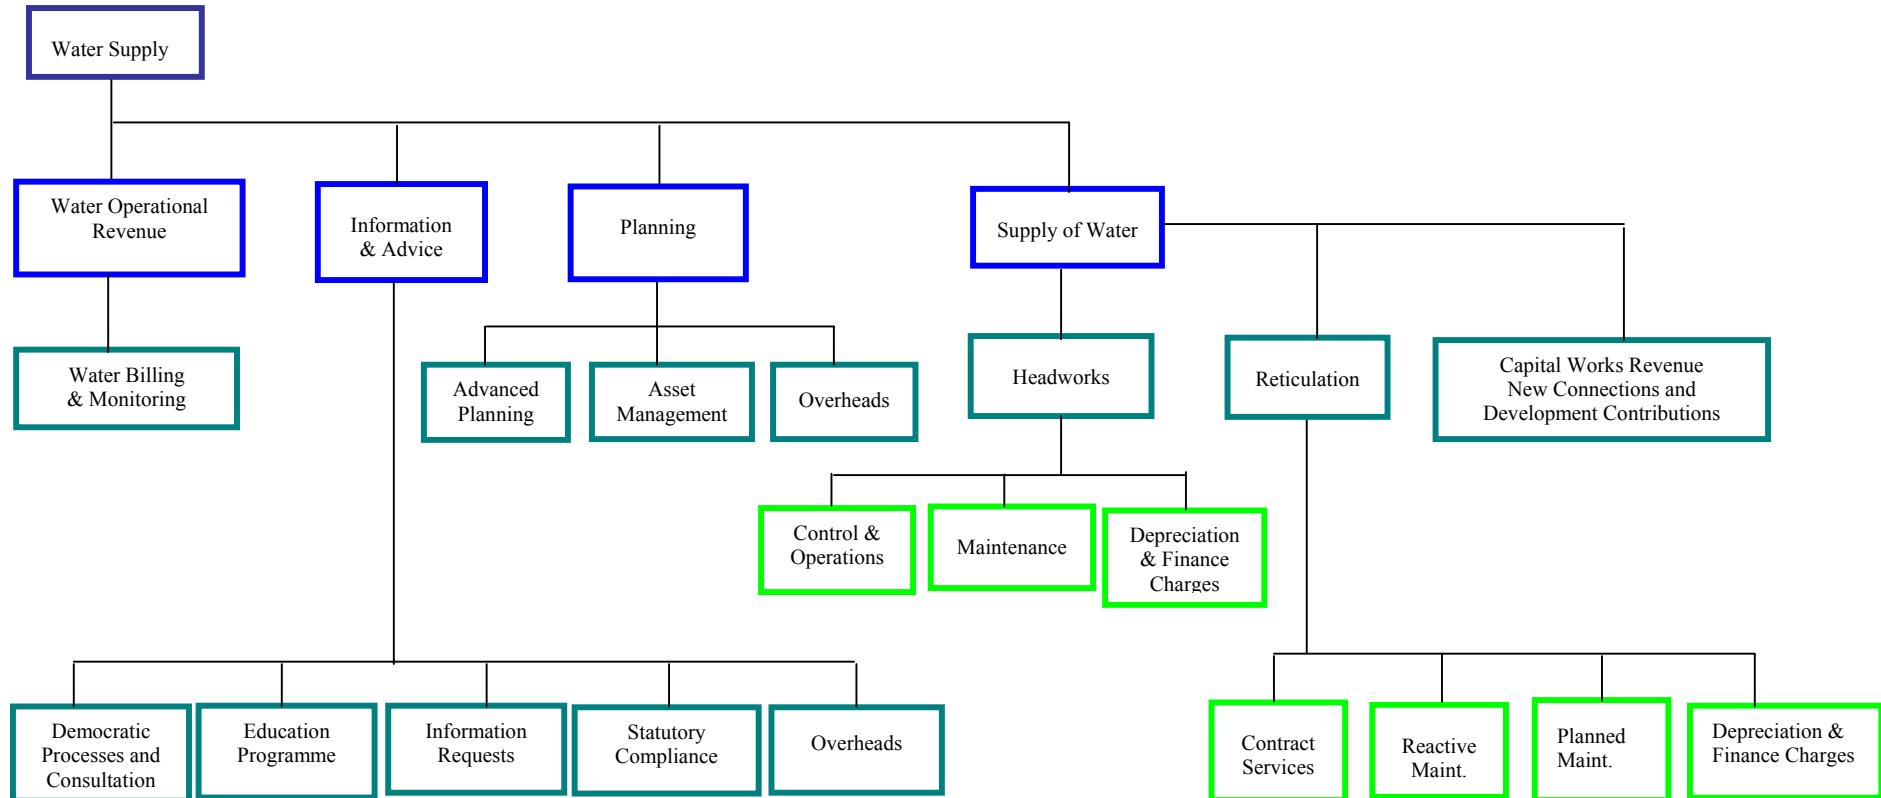 Water Supply
Water Operational
Revenue
Information
& Advice
Planning
Supply of Water
Water Billing
& Monitoring
Advanced
Planning
Asset
Management
Overheads
Headworks
Reticulation
Capital Works Revenue
New Connections and
Development Contributions
Control &
Operations
Maintenance
Depreciation
& Finance
Charges
Democratic
Processes and
Consultation
Education
Programme
Information
Requests
Statutory
Compliance
Overheads
Contract
Services
Reactive
Maint.
Planned
Maint.
Depreciation &
Finance Charges